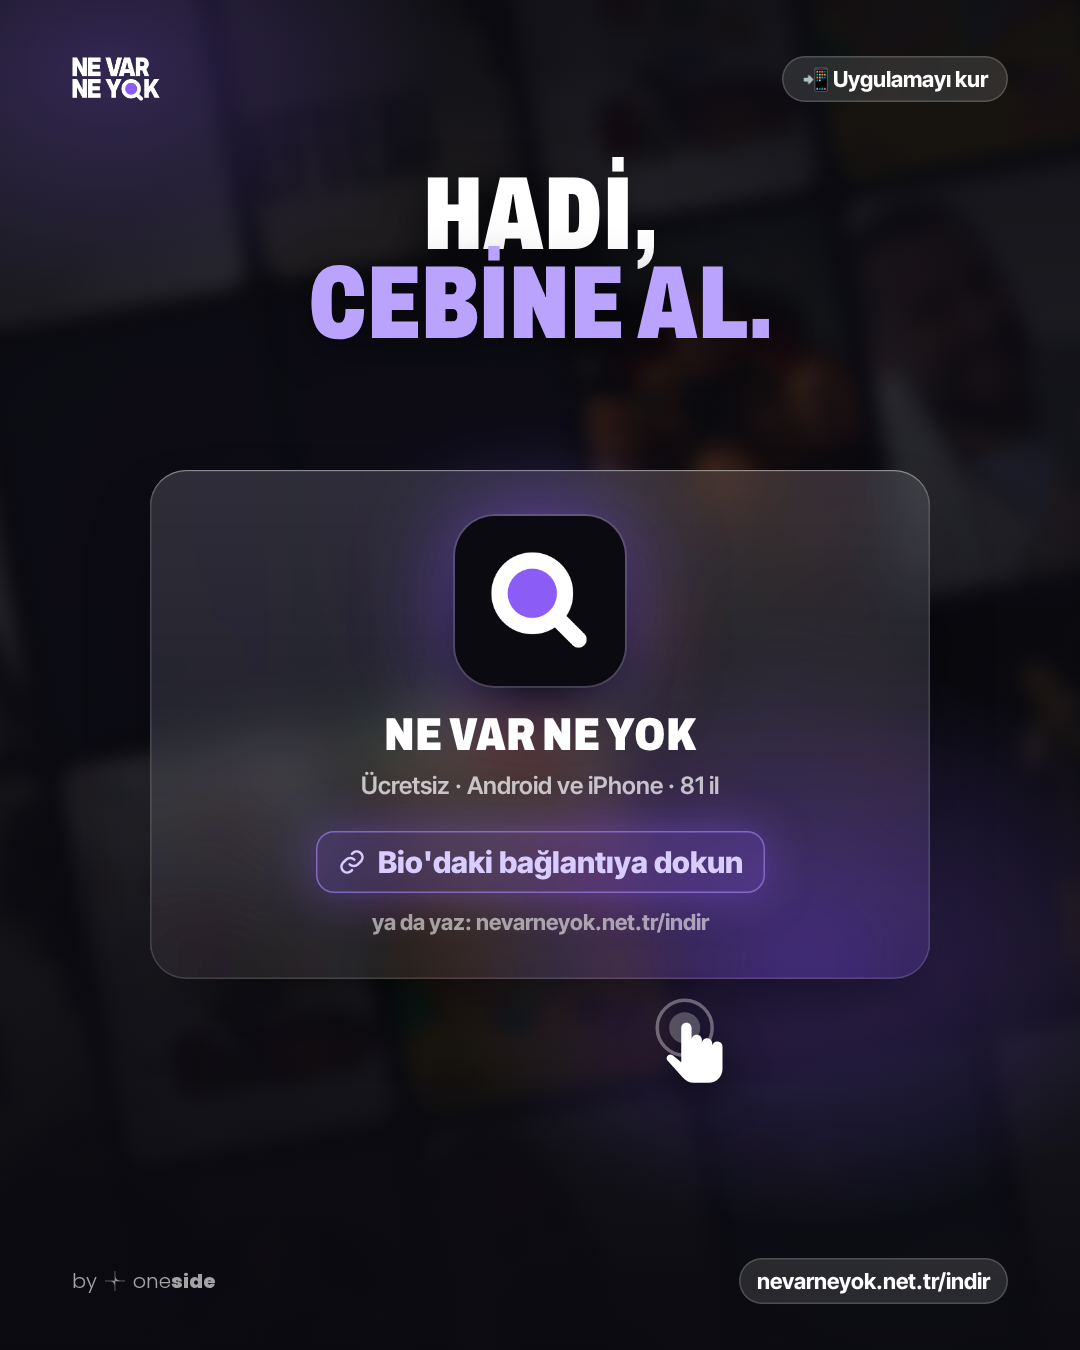 NE VAR
NE YOK
📲 Uygulamayı kur
HADİ,
CEBİNE AL.
NE VAR NE YOK
Ücretsiz · Android ve iPhone · 81 il
Bio'daki bağlantıya dokun
ya da yaz: nevarneyok.net.tr/indir
by oneside
nevarneyok.net.tr/indir